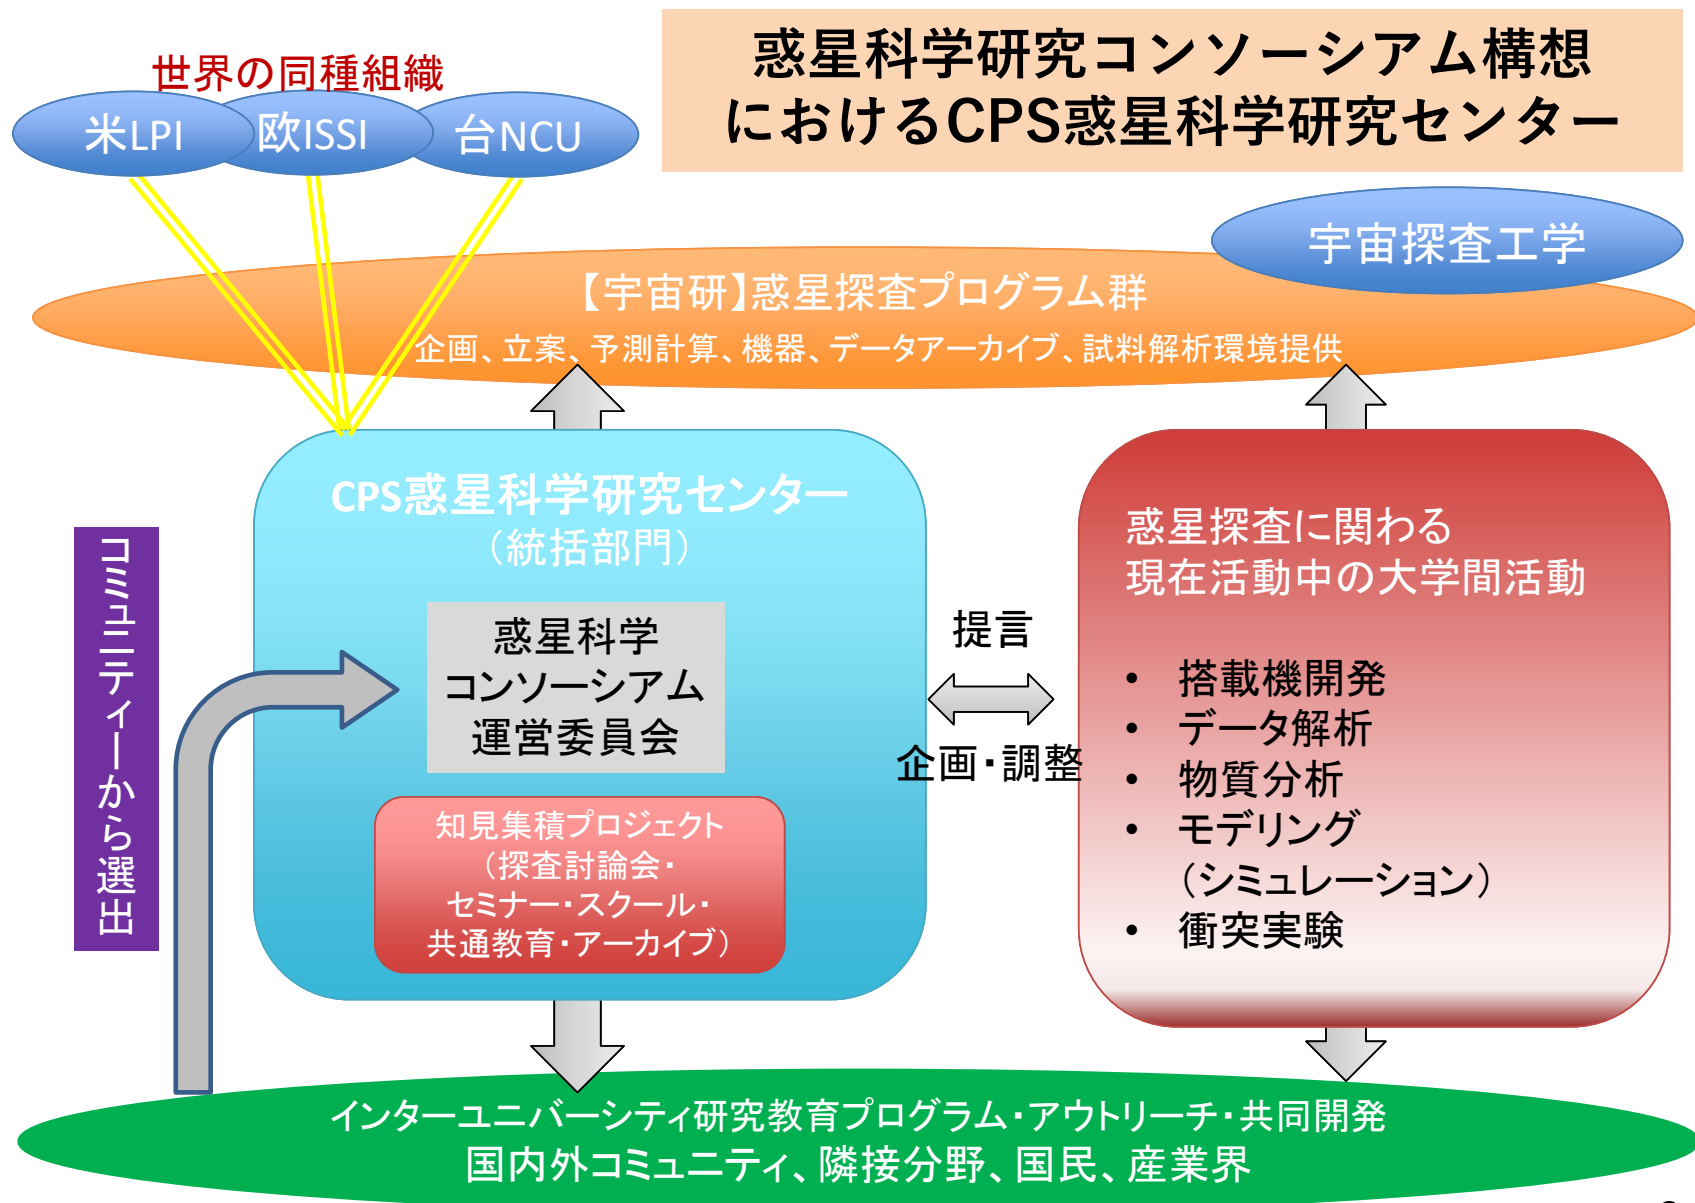 惑星科学研究コンソーシアム構想
におけるCPS惑星科学研究センター
世界の同種組織
米LPI
欧ISSI
台NCU
宇宙探査工学
【宇宙研】惑星探査プログラム群
企画、立案、予測計算、機器、データアーカイブ、試料解析環境提供
CPS惑星科学研究センター
（統括部門）
惑星科学
コンソーシアム
運営委員会
知見集積プロジェクト
（探査討論会・
セミナー・スクール・
共通教育・アーカイブ）
コミュニティーから選出
提言
企画・調整
惑星探査に関わる
現在活動中の大学間活動
• 搭載機開発
• データ解析
• 物質分析
• モデリング
（シミュレーション）
• 衝突実験
インターユニバーシティ研究教育プログラム・アウトリーチ・共同開発
国内外コミュニティ、隣接分野、国民、産業界